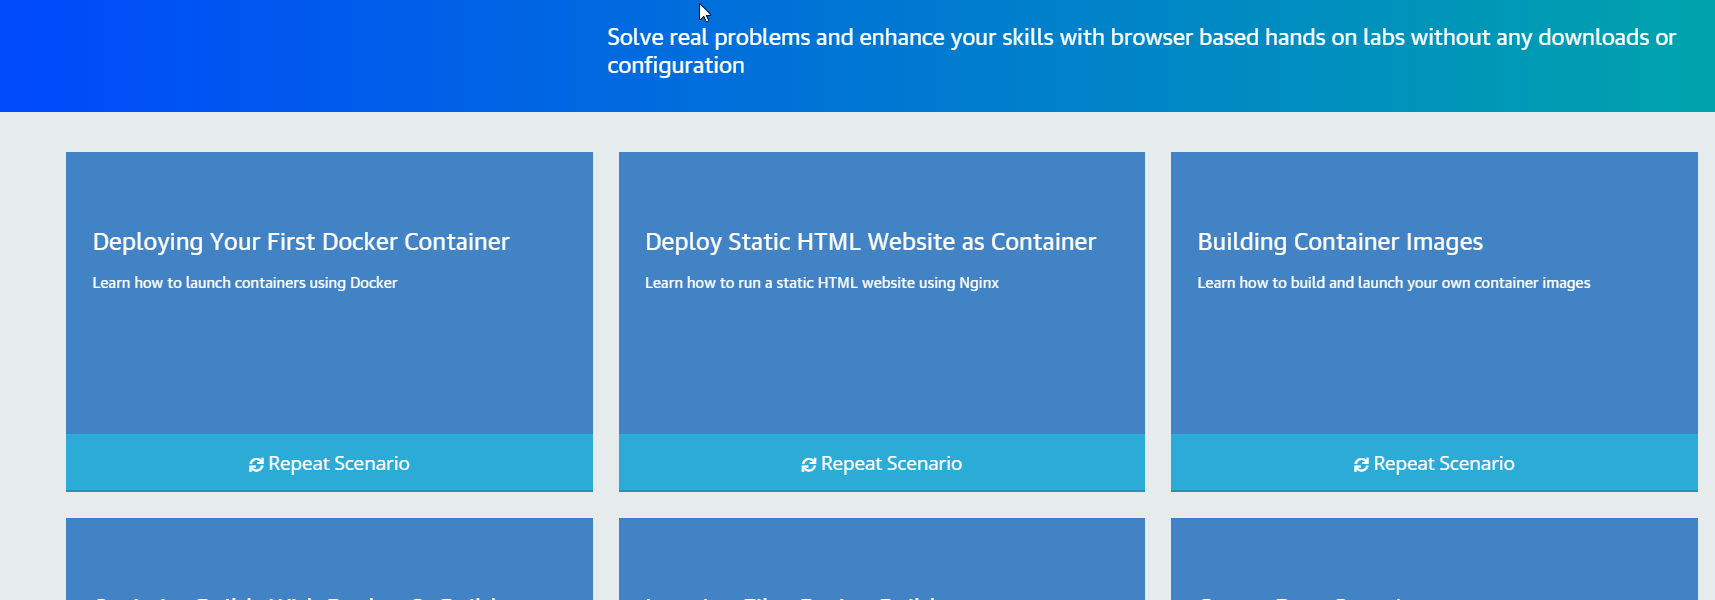 Solve real problems and enhance your skills with browser based hands on labs without any downloads or
configuration
Deploying Your First Docker Container
Learn how to launch containers using Docker
Repeat Scenario
Deploy Static HTML Website as Container
Learn how to run a static HTML website using Nginx
Repeat Scenario
Building Container Images
Learn how to build and launch your own container images
Repeat Scenario